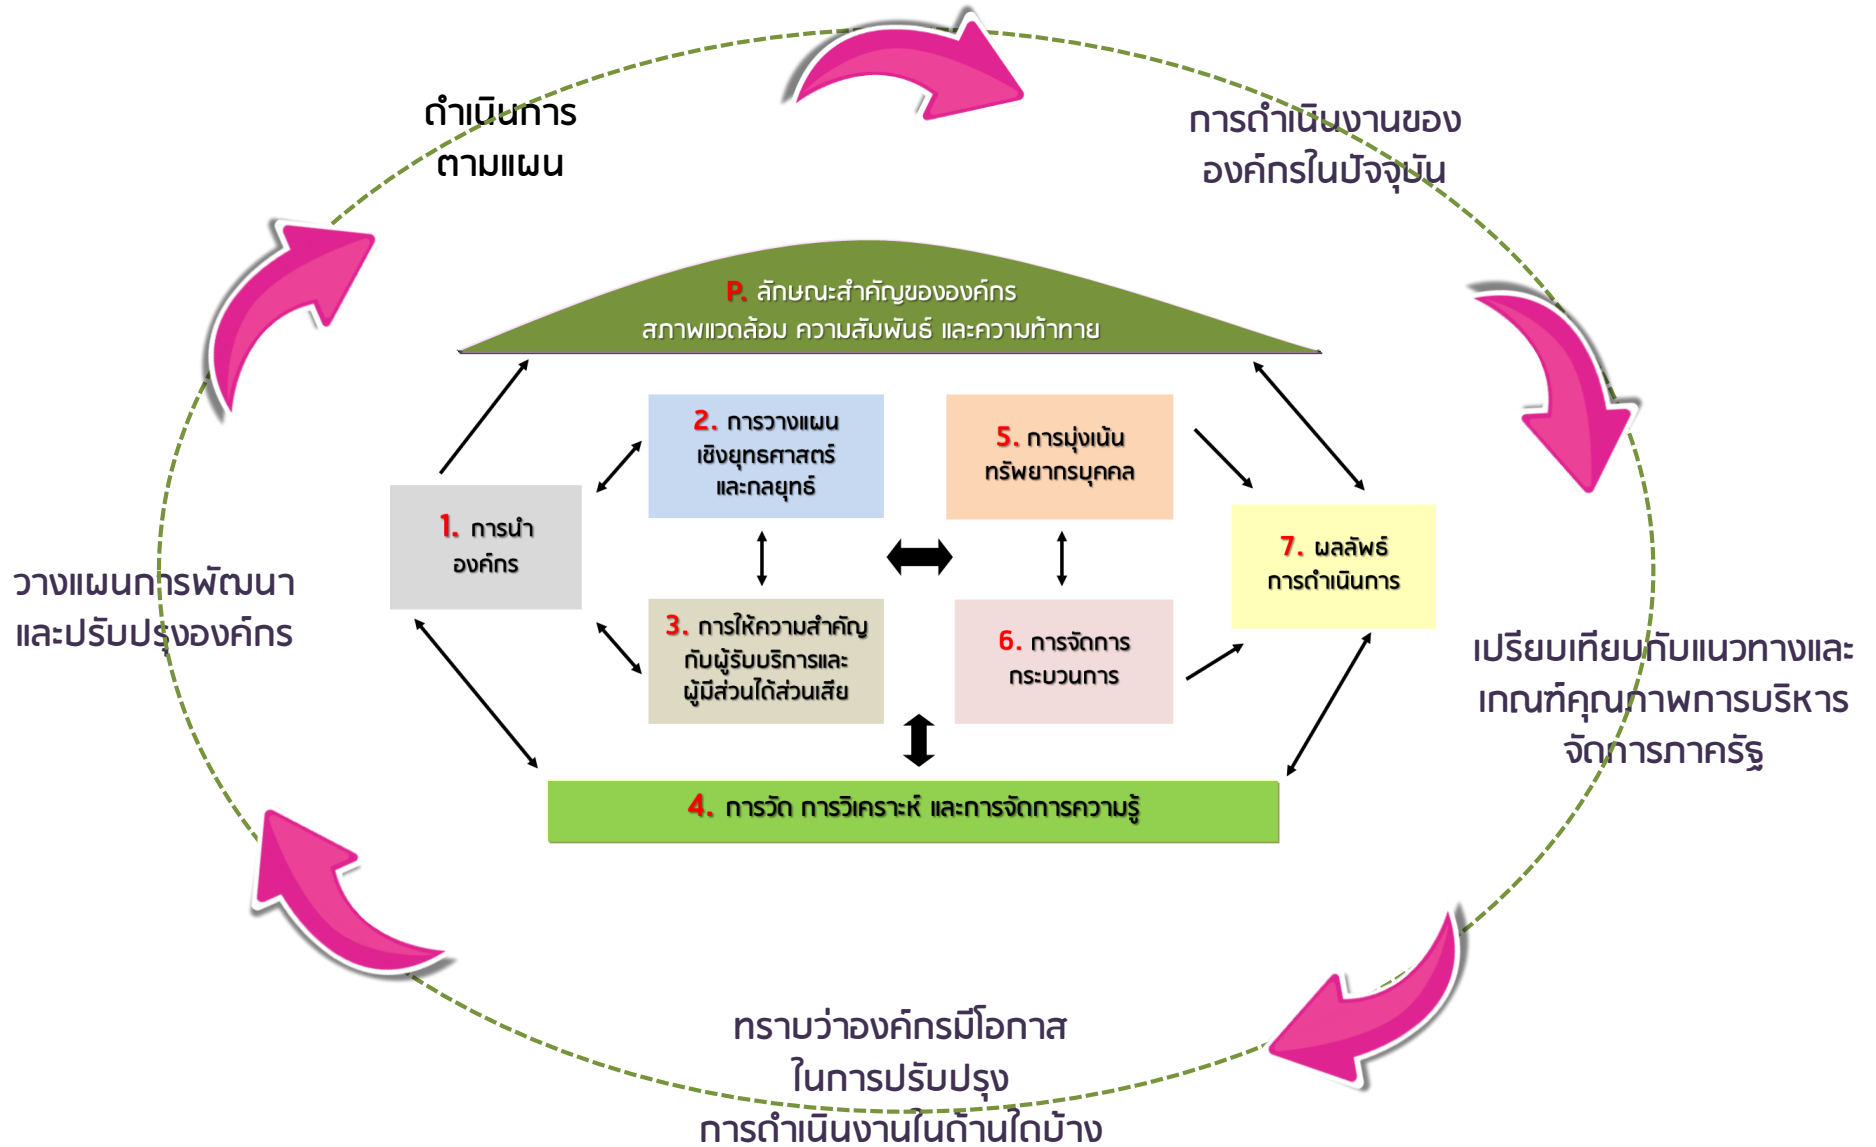 ดำเนินการ
ตามแผน
การดำเนินงานของ
องค์กรในปัจจุบัน
P. ลักษณะสำคัญขององค์กร
สภาพแวดล้อม ความสัมพันธ์ และความท้าทาย
2. การวางแผน
เชิงยุทธศาสตร์
และกลยุทธ์
5. การมุ่งเน้น
ทรัพยากรบุคคล
1. การนำ
องค์กร
7. ผลลัพธ์
การดำเนินการ
วางแผนการพัฒนา
และปรับปรุงองค์กร
3. การให้ความสำคัญ
กับผู้รับบริการและ
ผู้มีส่วนได้ส่วนเสีย
6. การจัดการ
กระบวนการ
เปรียบเทียบกับแนวทางและ
เกณฑ์คุณภาพการบริหาร
จัดการภาครัฐ
4. การวัด การวิเคราะห์ และการจัดการความรู้
ทราบว่าองค์กรมีโอกาส
ในการปรับปรุง
การดำเนินงานในด้านใดบ้าง